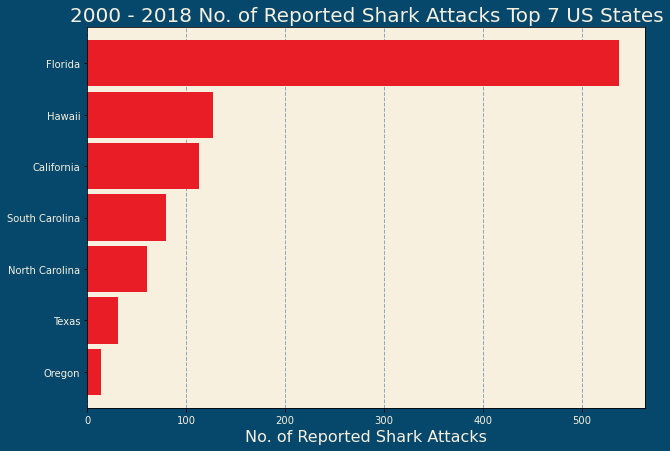 2000 - 2018 No. of Reported Shark Attacks Top 7 US States
Florida
Hawaii
California
South Carolina
North Carolina
Texas
Oregon
0 100 200 300 400 500
No. of Reported Shark Attacks